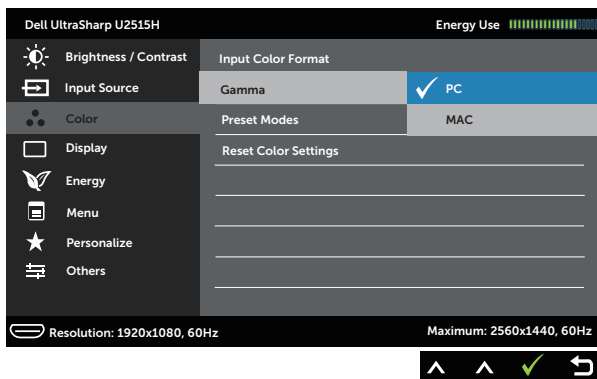 Dell UltraSharp U2515H
Energy Use
Brightness / Contrast
Input Source
Color
Display
Energy
Menu
Personalize
Others
Input Color Format
Gamma
Preset Modes
Reset Color Settings
PC
MAC
Resolution: 1920x1080, 60Hz
Maximum: 2560x1440, 60Hz